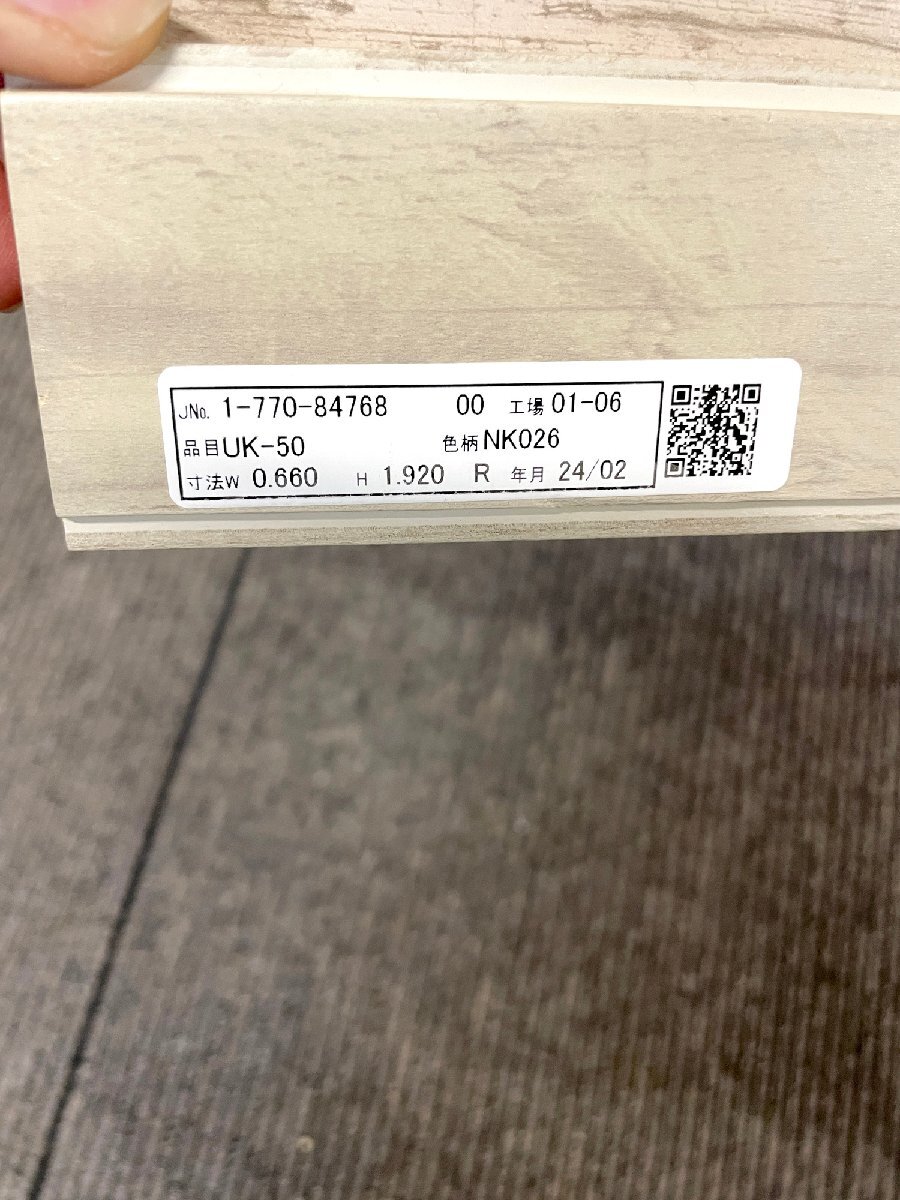 JNo. 1-770-84768 00 工場 01-06
品目 UK-50 色柄 NK026
寸法W 0.660 H 1.920 R 年月 24/02